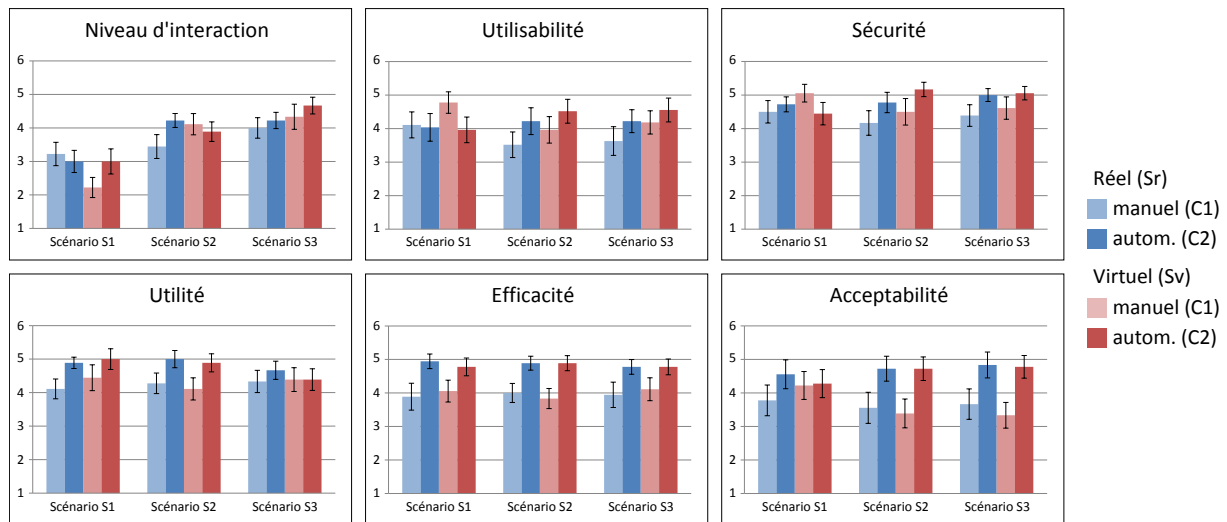 Niveau d'interaction
6
5
4
3
2
1
Scénario S1 Scénario S2 Scénario S3
Utilisabilité
6
5
4
3
2
1
Scénario S1 Scénario S2 Scénario S3
Sécurité
6
5
4
3
2
1
Scénario S1 Scénario S2 Scénario S3
Utilité
6
5
4
3
2
1
Scénario S1 Scénario S2 Scénario S3
Efficacité
6
5
4
3
2
1
Scénario S1 Scénario S2 Scénario S3
Acceptabilité
6
5
4
3
2
1
Scénario S1 Scénario S2 Scénario S3
Réel (Sr)
manuel (C1)
autom. (C2)
Virtuel (Sv)
manuel (C1)
autom. (C2)